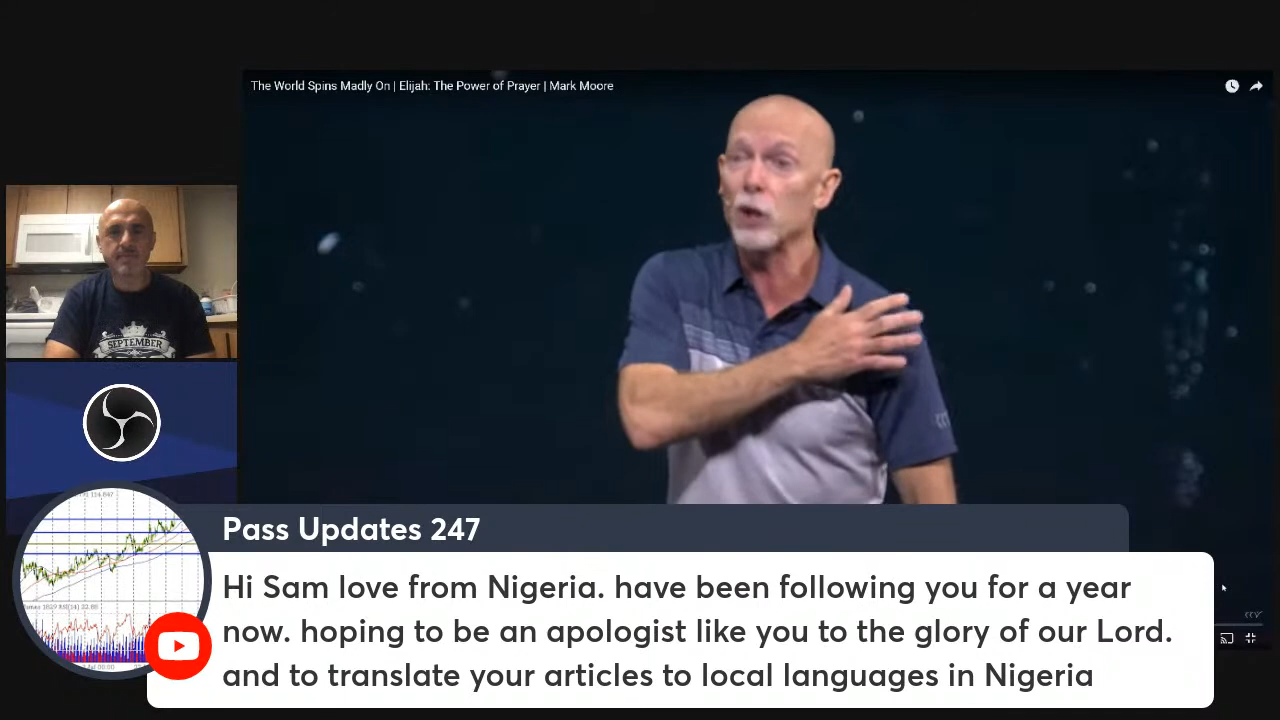 The World Spins Madly On | Elijah: The Power of Prayer | Mark Moore
SEPTEMBER
Pass Updates 247
Hi Sam love from Nigeria. have been following you for a year
now. hoping to be an apologist like you to the glory of our Lord.
and to translate your articles to local languages in Nigeria